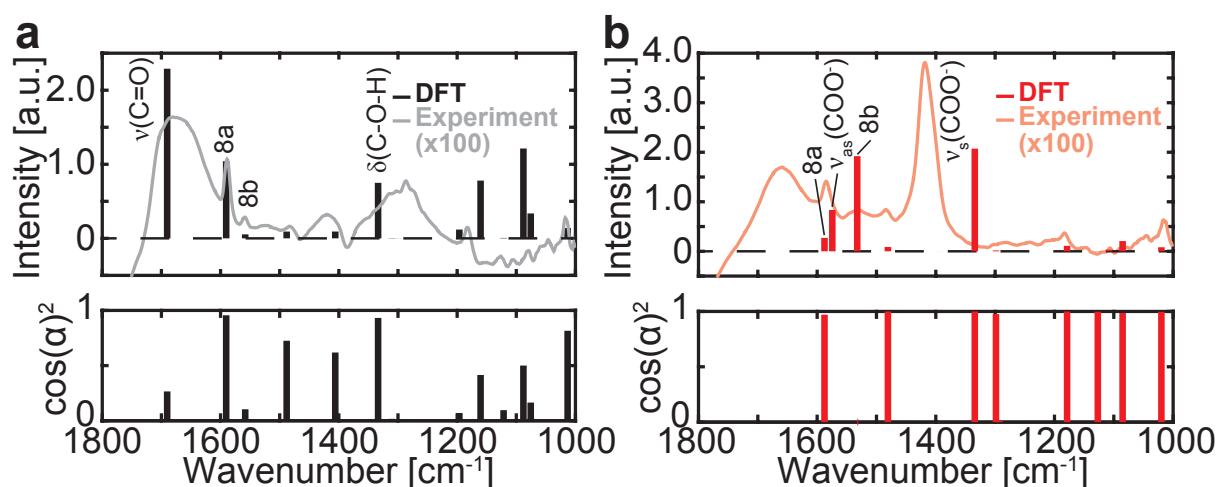 a
Intensity [a.u.]
2.0
1.0
0
ν(C=O)
8a
8b
δ(C-O-H)
DFT
Experiment
(x100)
cos(α)²
1
0
1800 1600 1400 1200 1000
Wavenumber [cm⁻¹]
b
Intensity [a.u.]
4.0
3.0
2.0
1.0
0
8a
νas(COO⁻)
8b
νs(COO⁻)
DFT
Experiment
(x100)
cos(α)²
1
0
1800 1600 1400 1200 1000
Wavenumber [cm⁻¹]